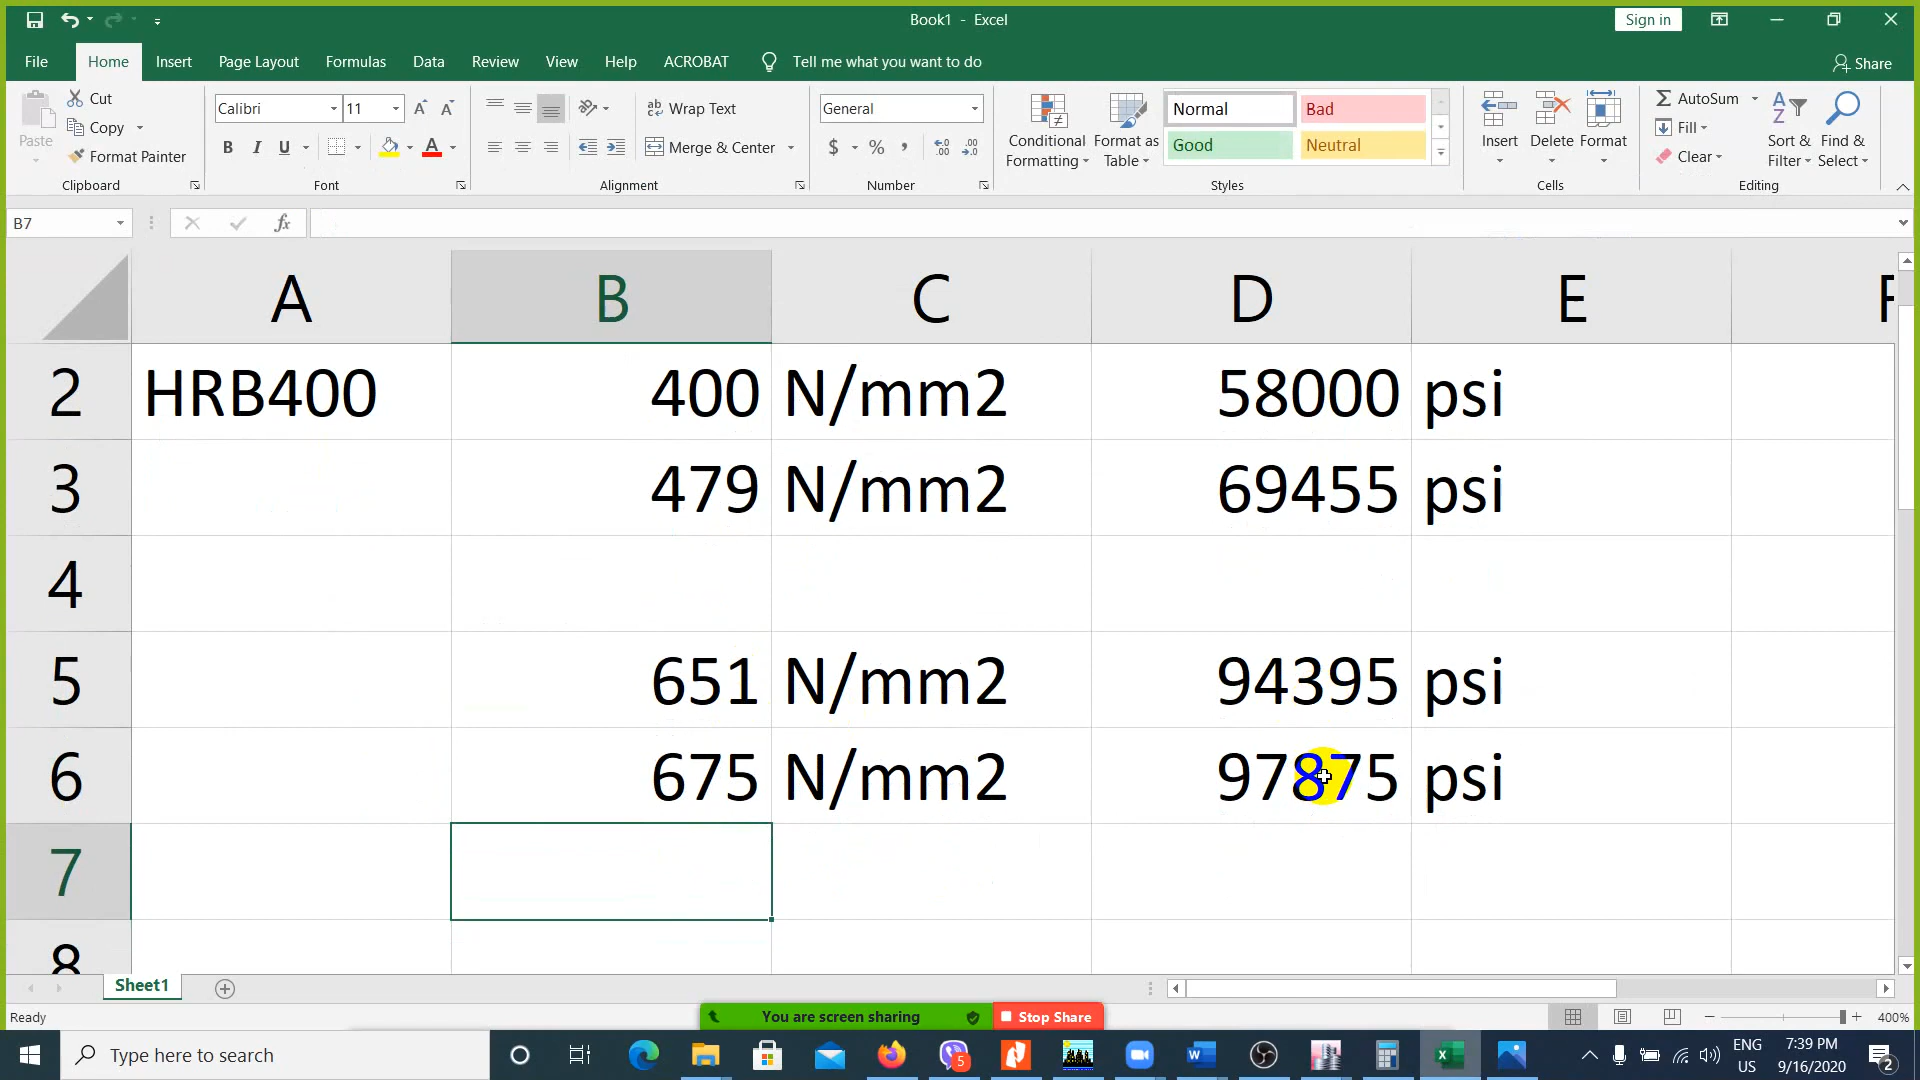 Book1 - Excel
Sign in
File Home Insert Page Layout Formulas Data Review View Help ACROBAT Tell me what you want to do
Share
Paste
Cut
Copy
Format Painter
Clipboard
Calibri 11
B I U
Font
Wrap Text
Merge & Center
Alignment
General
$ % ,
Number
Conditional Formatting
Format as Table
Normal Bad
Good Neutral
Styles
Insert Delete Format
Cells
AutoSum
Fill
Clear
Sort & Filter
Find & Select
Editing
B7 fx
A B C D E F
2 HRB400 400 N/mm2 58000 psi
3 479 N/mm2 69455 psi
4
5 651 N/mm2 94395 psi
6 675 N/mm2 97875 psi
7
8
Sheet1
Ready
You are screen sharing Stop Share
400%
Type here to search
5
ENG
US
7:39 PM
9/16/2020
2